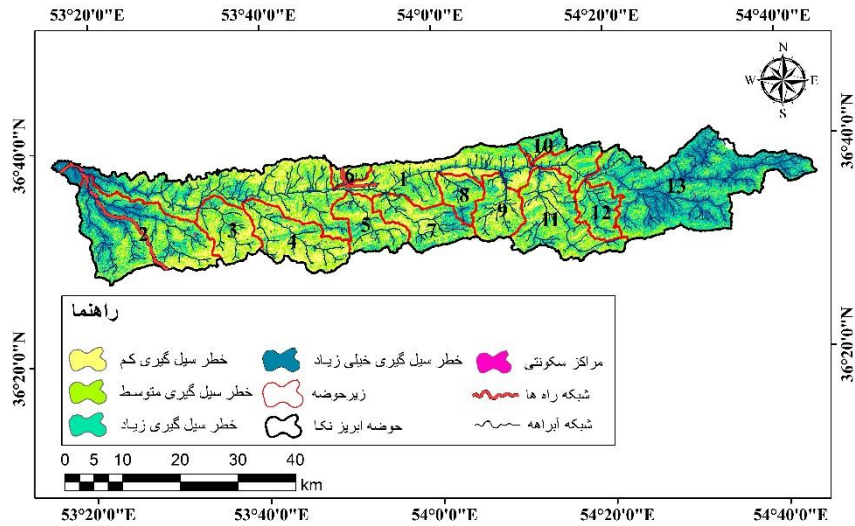 53°20'0"E 53°40'0"E 54°0'0"E 54°20'0"E 54°40'0"E
N
W E
S
36°40'0"N 36°40'0"N
36°20'0"N 36°20'0"N
1
2
3
4
5
6
7
8
9
10
11
12
13
راهنما
خطر سیل گیری کم
خطر سیل گیری متوسط
خطر سیل گیری زیاد
خطر سیل گیری خیلی زیاد
زیرحوضه
حوضه ابریز نکا
مراکز سکونتی
شبکه راه ها
شبکه آبراهه
0 5 10 20 30 40
km
53°20'0"E 53°40'0"E 54°0'0"E 54°20'0"E 54°40'0"E